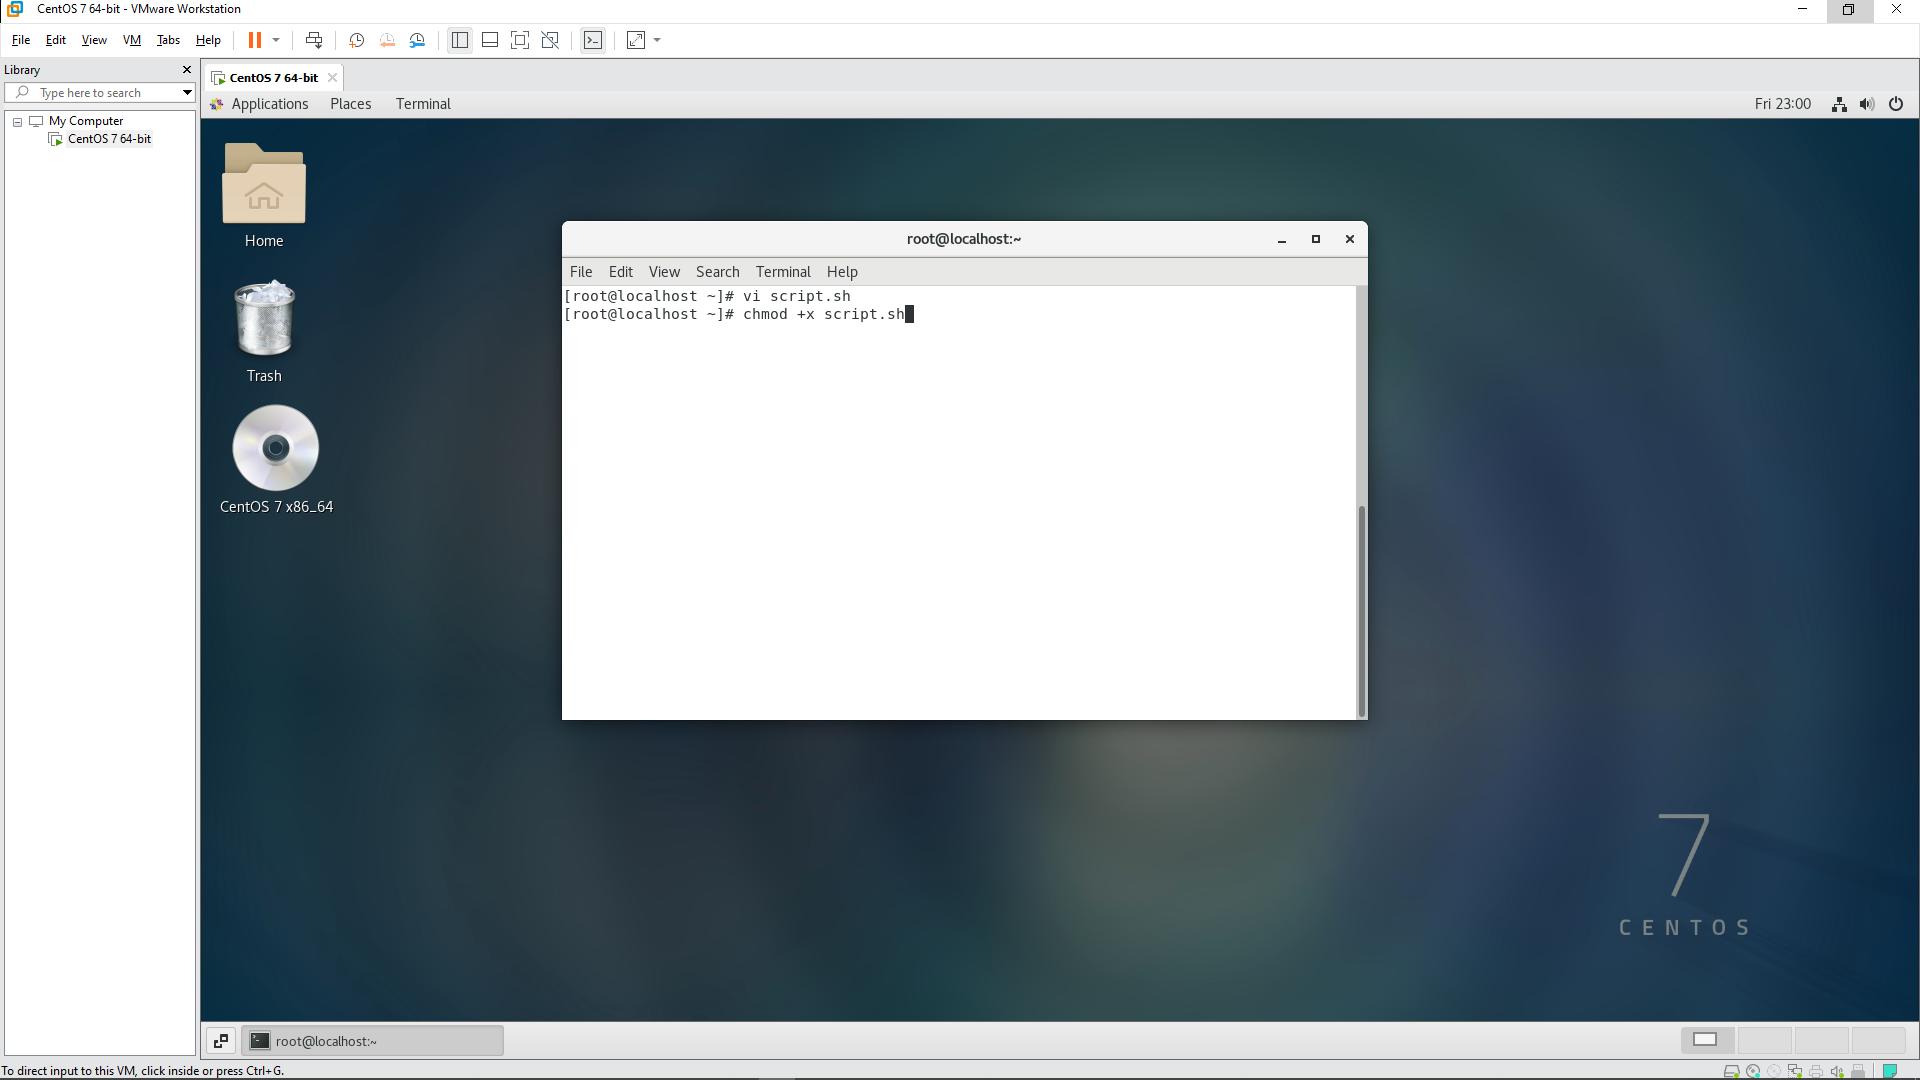 CentOS 7 64-bit - VMware Workstation
File Edit View VM Tabs Help
Library
Type here to search
My Computer
CentOS 7 64-bit
CentOS 7 64-bit
Applications Places Terminal Fri 23:00
Home
Trash
CentOS 7 x86_64
root@localhost:~
File Edit View Search Terminal Help
[root@localhost ~]# vi script.sh
[root@localhost ~]# chmod +x script.sh
7
CENTOS
root@localhost:~
To direct input to this VM, click inside or press Ctrl+G.